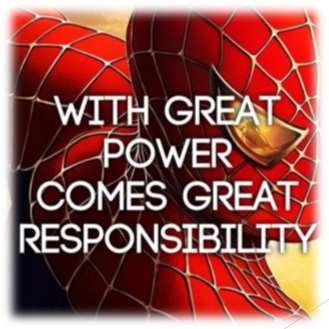 WITH GREAT
POWER
COMES GREAT
RESPONSIBILITY